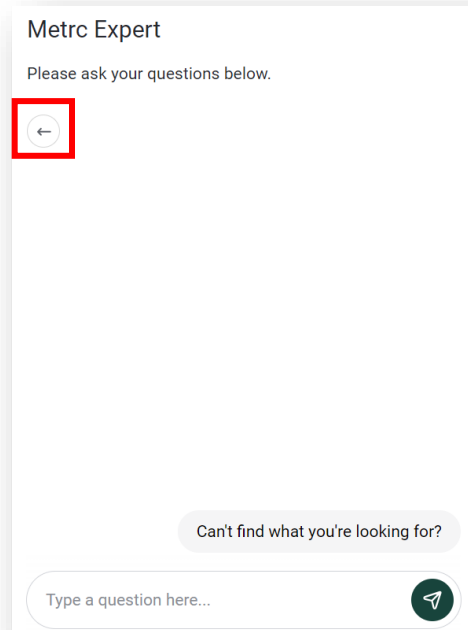 Metrc Expert
Please ask your questions below.
Can't find what you're looking for?
Type a question here...